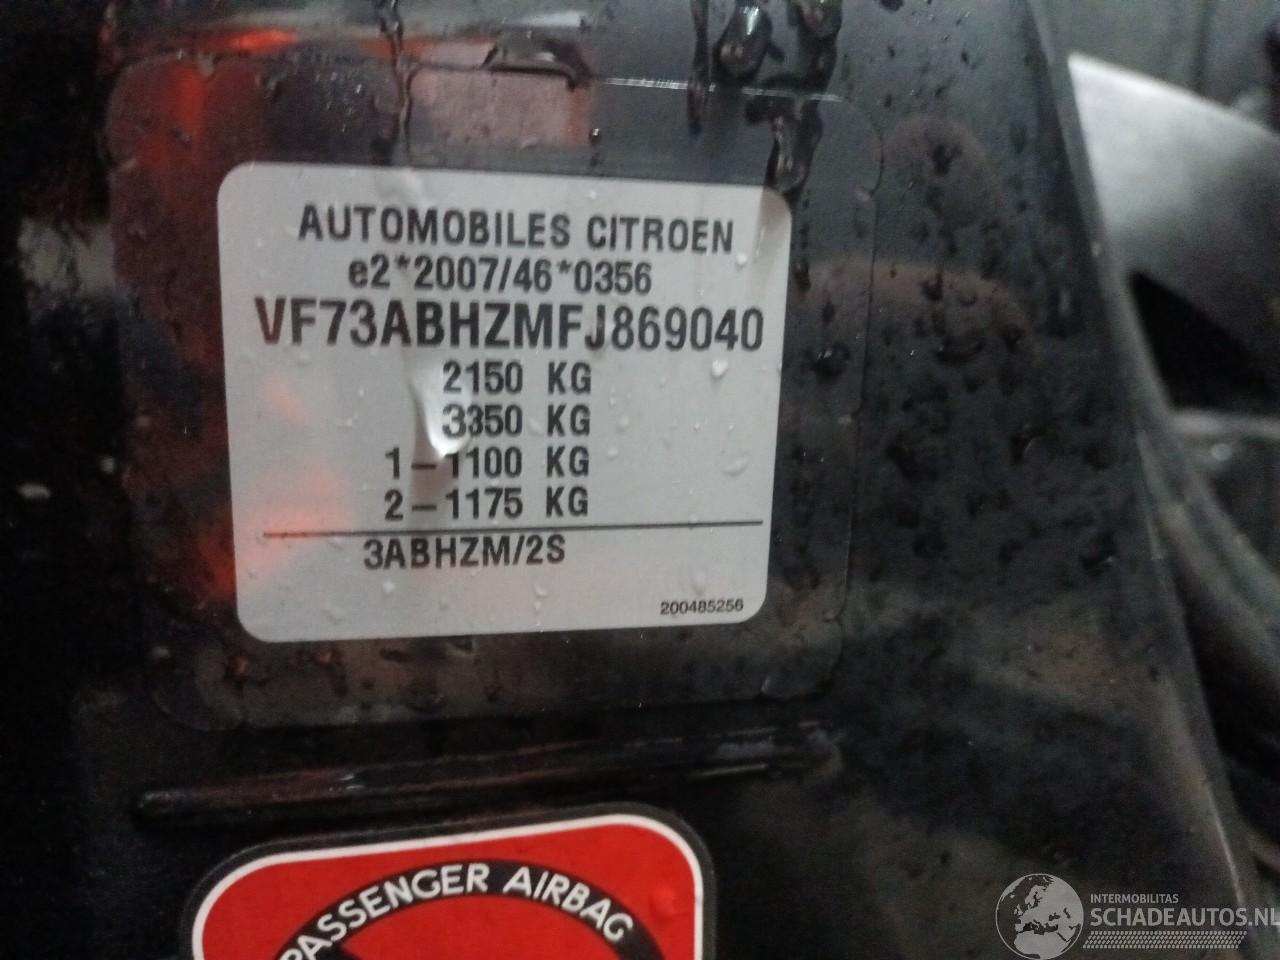 AUTOMOBILES CITROEN
e2*2007/46*0356
VF73ABHZMFJ869040
2150 KG
3350 KG
1-1100 KG
2-1175 KG
3ABHZM/2S
200485256
PASSENGER AIRBAG
INTERMOBILITAS
SCHADEAUTOS.NL